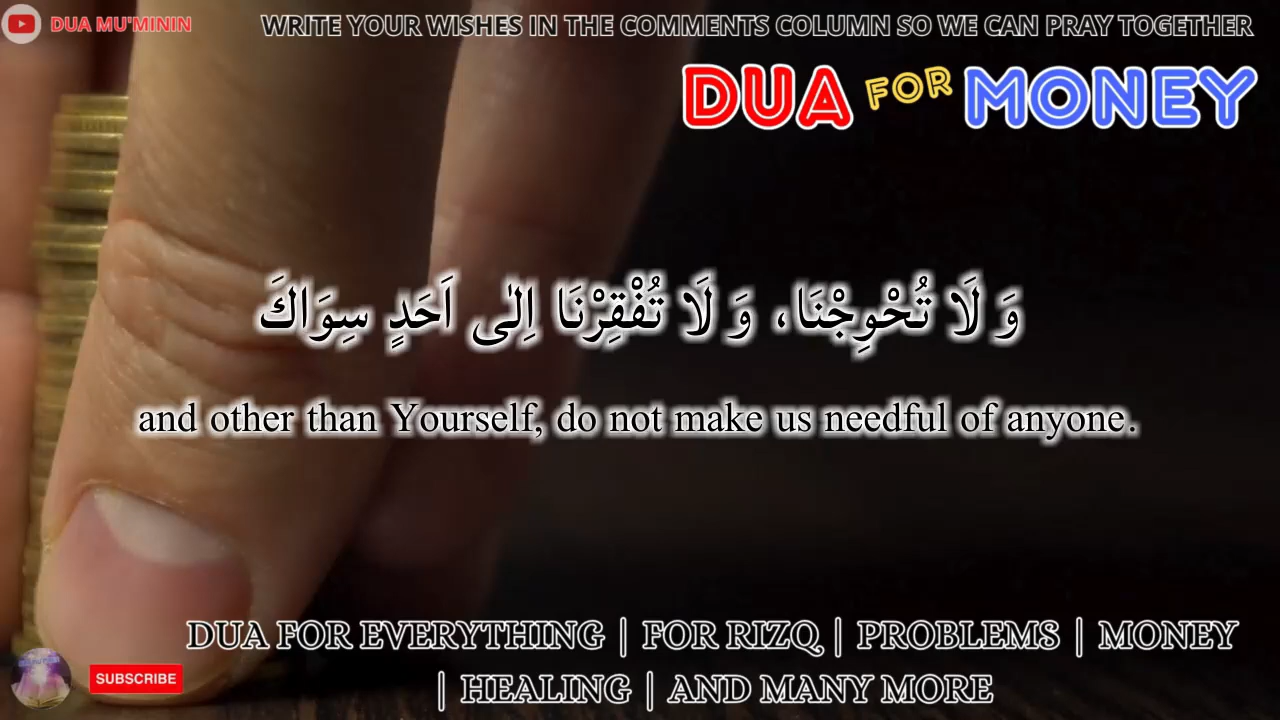 DUA MU'MININ
WRITE YOUR WISHES IN THE COMMENTS COLUMN SO WE CAN PRAY TOGETHER
DUA FOR MONEY
وَ لَا تُحْوِجْنَا، وَ لَا تُفْقِرْنَا اِلٰى اَحَدٍ سِوَاكَ
and other than Yourself, do not make us needful of anyone.
DUA FOR EVERYTHING | FOR RIZQ | PROBLEMS | MONEY
| HEALING | AND MANY MORE
SUBSCRIBE